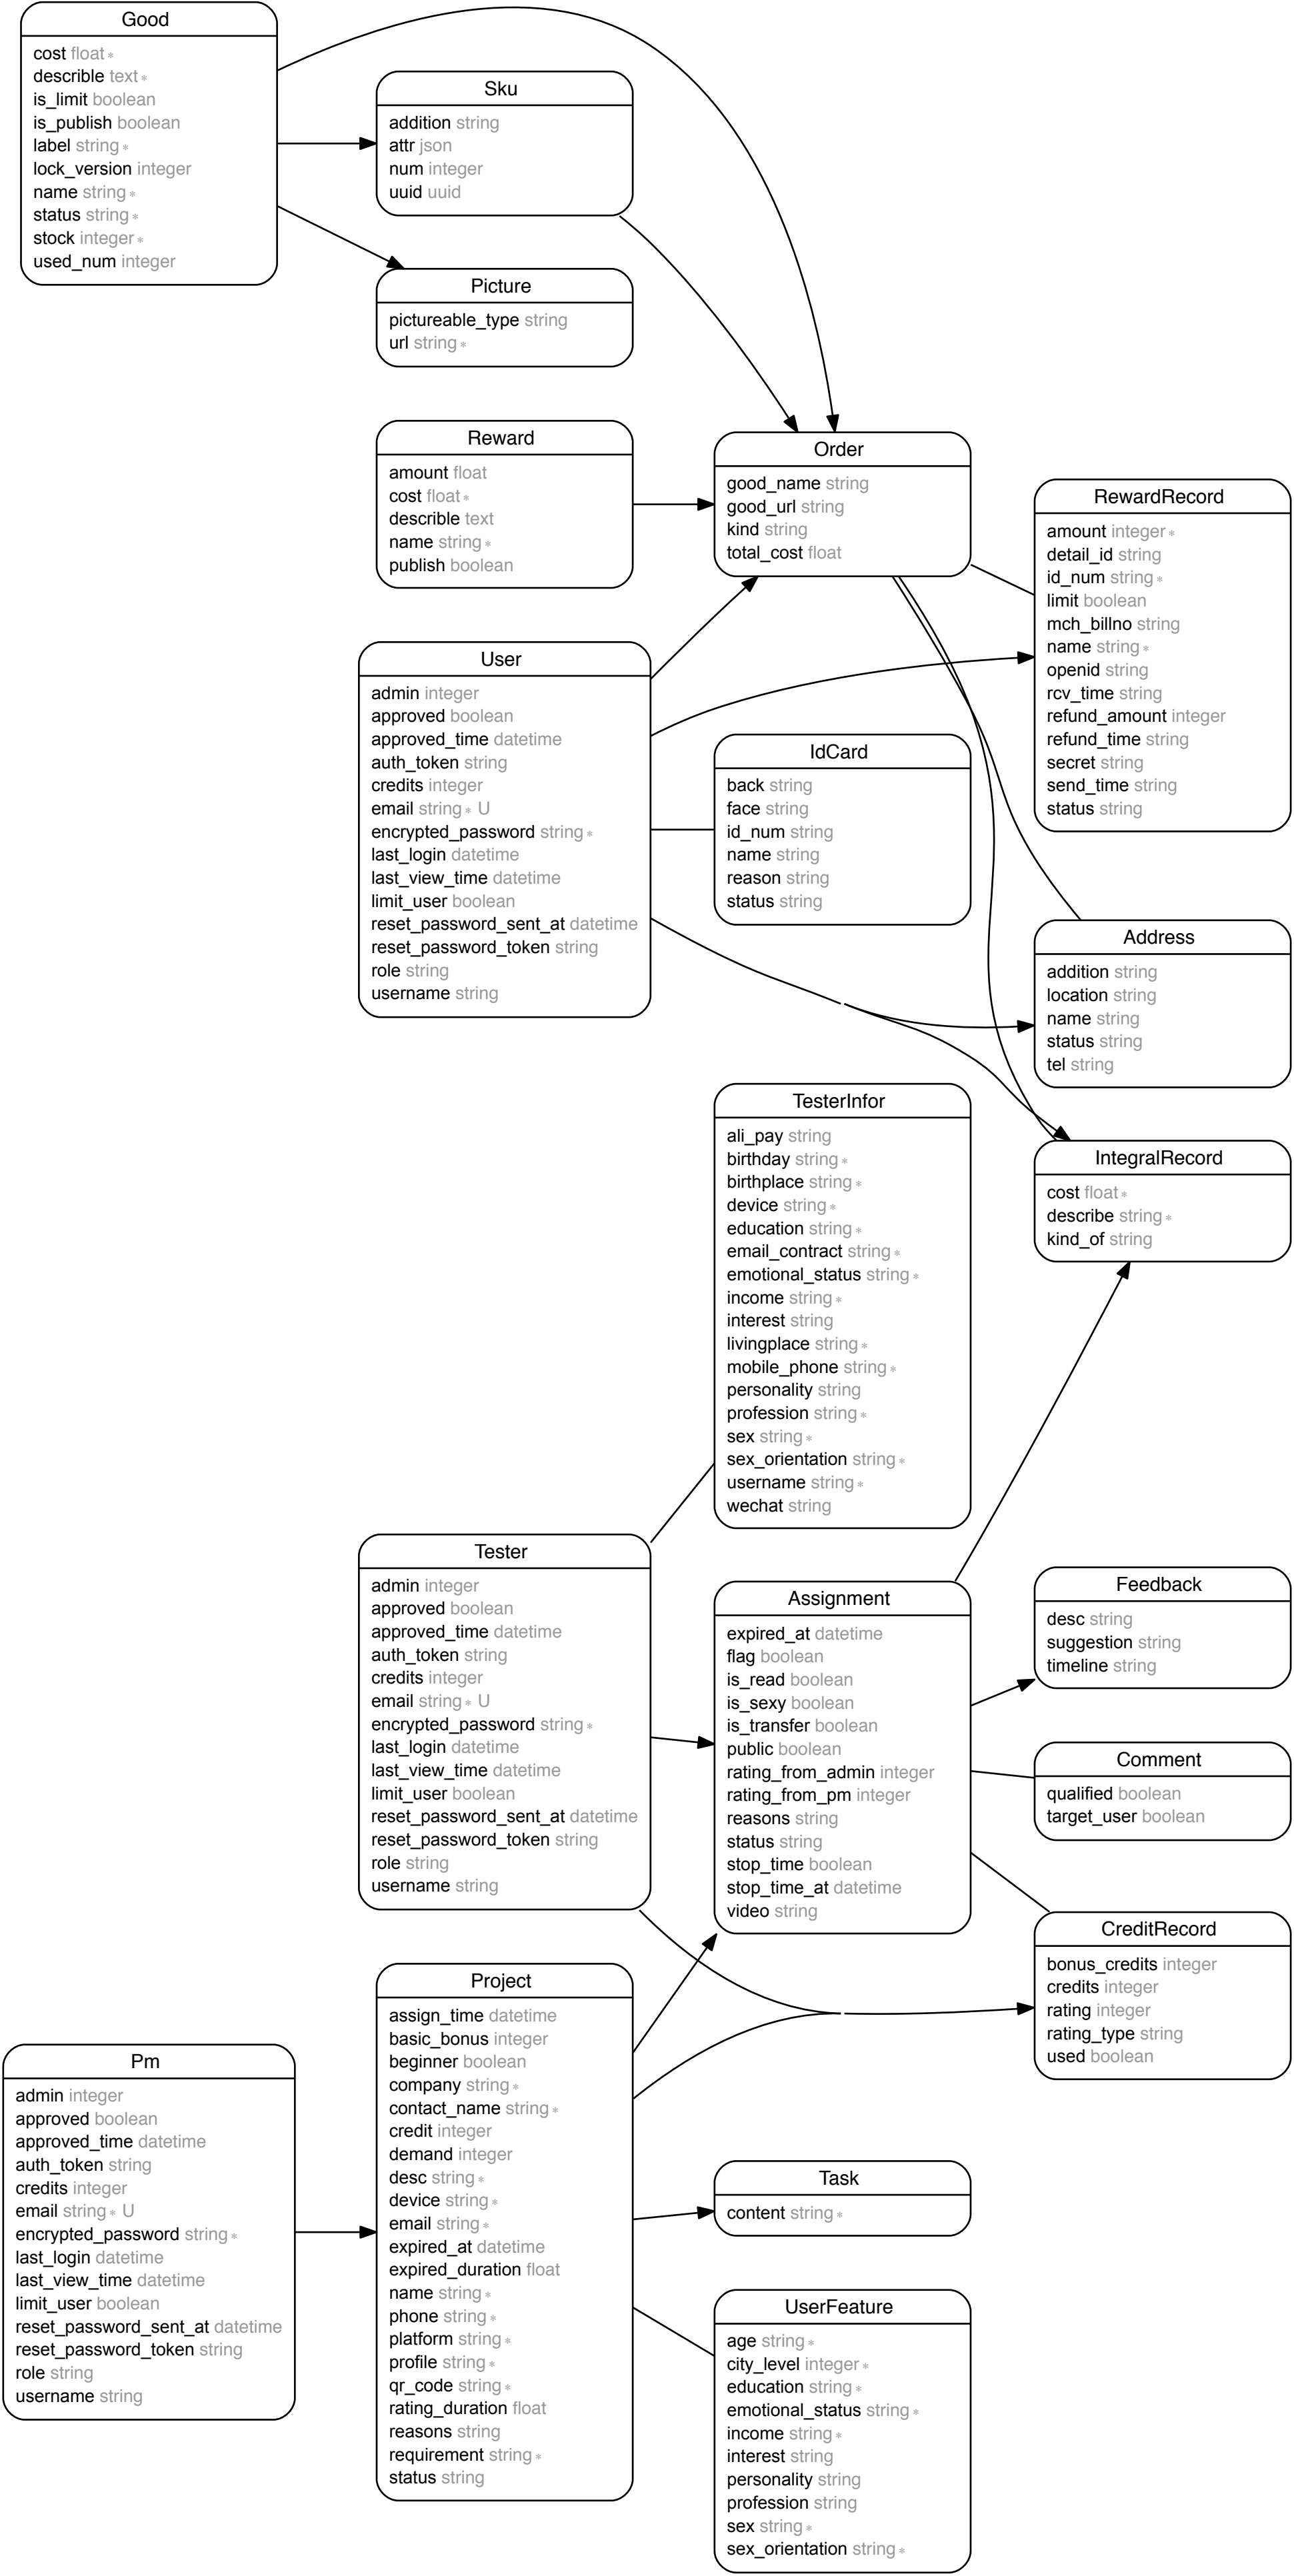 Good
cost float ∗
describle text ∗
is_limit boolean
is_publish boolean
label string ∗
lock_version integer
name string ∗
status string ∗
stock integer ∗
used_num integer
Sku
addition string
attr json
num integer
uuid uuid
Picture
pictureable_type string
url string ∗
Reward
amount float
cost float ∗
describle text
name string ∗
publish boolean
Order
good_name string
good_url string
kind string
total_cost float
RewardRecord
amount integer ∗
detail_id string
id_num string ∗
limit boolean
mch_billno string
name string ∗
openid string
rcv_time string
refund_amount integer
refund_time string
secret string
send_time string
status string
User
admin integer
approved boolean
approved_time datetime
auth_token string
credits integer
email string ∗ U
encrypted_password string ∗
last_login datetime
last_view_time datetime
limit_user boolean
reset_password_sent_at datetime
reset_password_token string
role string
username string
IdCard
back string
face string
id_num string
name string
reason string
status string
Address
addition string
location string
name string
status string
tel string
TesterInfor
ali_pay string
birthday string ∗
birthplace string ∗
device string ∗
education string ∗
email_contract string ∗
emotional_status string ∗
income string ∗
interest string
livingplace string ∗
mobile_phone string ∗
personality string
profession string ∗
sex string ∗
sex_orientation string ∗
username string ∗
wechat string
IntegralRecord
cost float ∗
describe string ∗
kind_of string
Tester
admin integer
approved boolean
approved_time datetime
auth_token string
credits integer
email string ∗ U
encrypted_password string ∗
last_login datetime
last_view_time datetime
limit_user boolean
reset_password_sent_at datetime
reset_password_token string
role string
username string
Assignment
expired_at datetime
flag boolean
is_read boolean
is_sexy boolean
is_transfer boolean
public boolean
rating_from_admin integer
rating_from_pm integer
reasons string
status string
stop_time boolean
stop_time_at datetime
video string
Feedback
desc string
suggestion string
timeline string
Comment
qualified boolean
target_user boolean
CreditRecord
bonus_credits integer
credits integer
rating integer
rating_type string
used boolean
Pm
admin integer
approved boolean
approved_time datetime
auth_token string
credits integer
email string ∗ U
encrypted_password string ∗
last_login datetime
last_view_time datetime
limit_user boolean
reset_password_sent_at datetime
reset_password_token string
role string
username string
Project
assign_time datetime
basic_bonus integer
beginner boolean
company string ∗
contact_name string ∗
credit integer
demand integer
desc string ∗
device string ∗
email string ∗
expired_at datetime
expired_duration float
name string ∗
phone string ∗
platform string ∗
profile string ∗
qr_code string ∗
rating_duration float
reasons string
requirement string ∗
status string
Task
content string ∗
UserFeature
age string ∗
city_level integer ∗
education string ∗
emotional_status string ∗
income string ∗
interest string
personality string
profession string
sex string ∗
sex_orientation string ∗